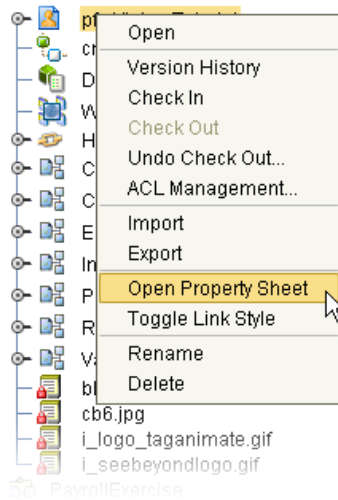 Open
Version History
Check In
Check Out
Undo Check Out...
ACL Management...
Import
Export
Open Property Sheet
Toggle Link Style
Rename
Delete
cb6.jpg
i_logo_taganimate.gif
i_seebeyondlogo.gif
PayrollExercise